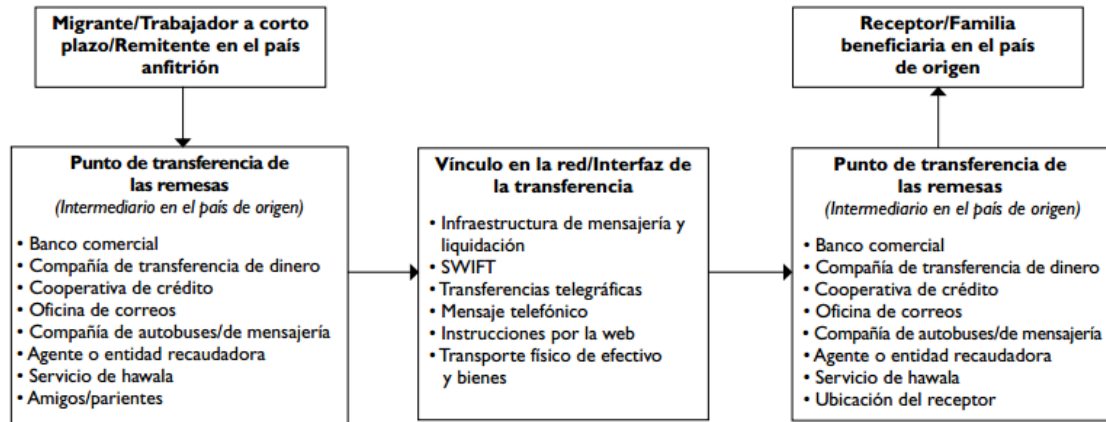 Migrante/Trabajador a corto
plazo/Remitente en el país
anfitrión
Receptor/Familia
beneficiaria en el país
de origen
Punto de transferencia de
las remesas
(Intermediario en el país de origen)
• Banco comercial
• Compañía de transferencia de dinero
• Cooperativa de crédito
• Oficina de correos
• Compañía de autobuses/de mensajería
• Agente o entidad recaudadora
• Servicio de hawala
• Amigos/parientes
Vínculo en la red/Interfaz de
la transferencia
• Infraestructura de mensajería y
liquidación
• SWIFT
• Transferencias telegráficas
• Mensaje telefónico
• Instrucciones por la web
• Transporte físico de efectivo
y bienes
Punto de transferencia de
las remesas
(Intermediario en el país de origen)
• Banco comercial
• Compañía de transferencia de dinero
• Cooperativa de crédito
• Oficina de correos
• Compañía de autobuses/de mensajería
• Agente o entidad recaudadora
• Servicio de hawala
• Ubicación del receptor